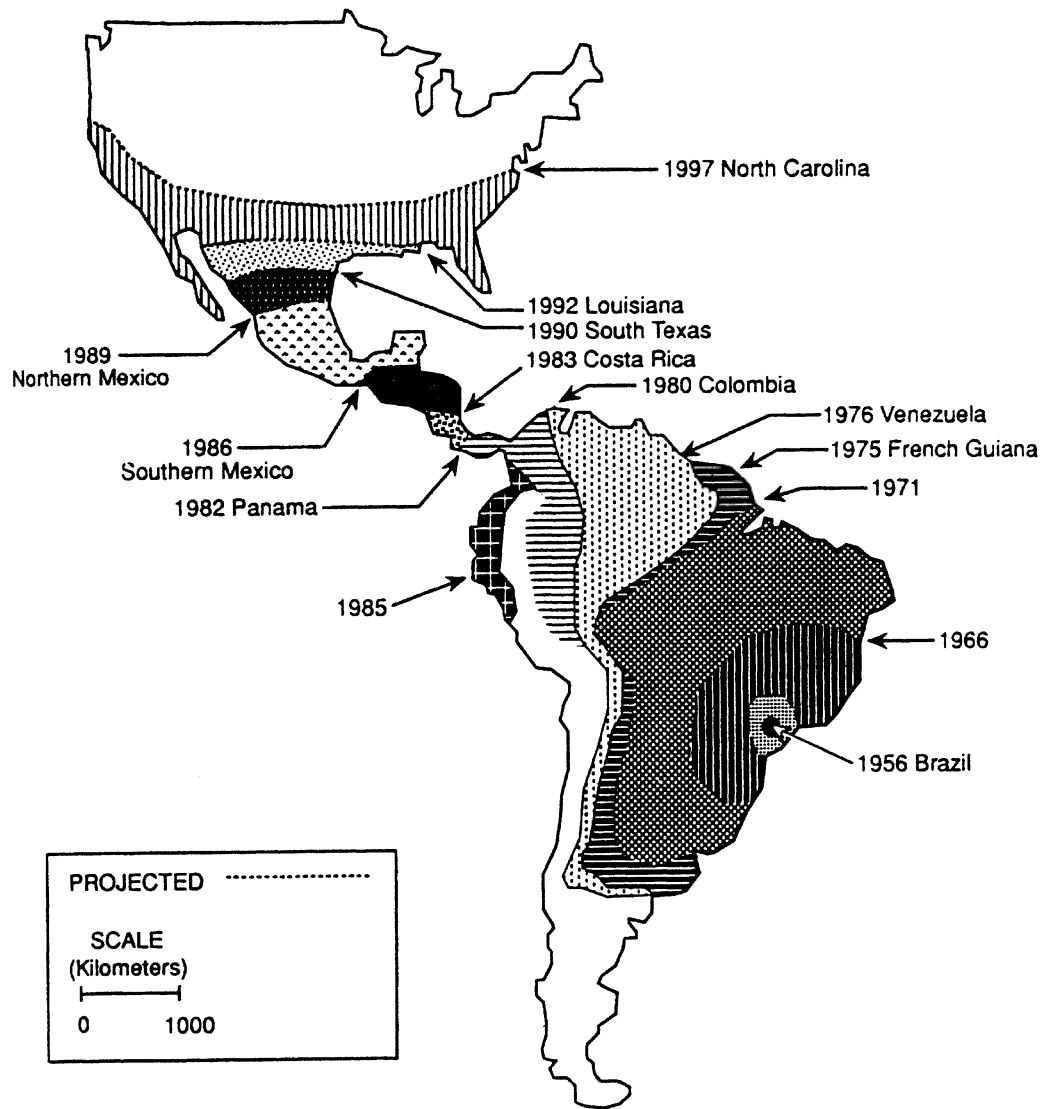 1997 North Carolina
1992 Louisiana
1990 South Texas
1989
Northern Mexico
1983 Costa Rica
1980 Colombia
1976 Venezuela
1986
Southern Mexico
1975 French Guiana
1971
1982 Panama
1985
1966
1956 Brazil
PROJECTED
SCALE
(Kilometers)
0 1000